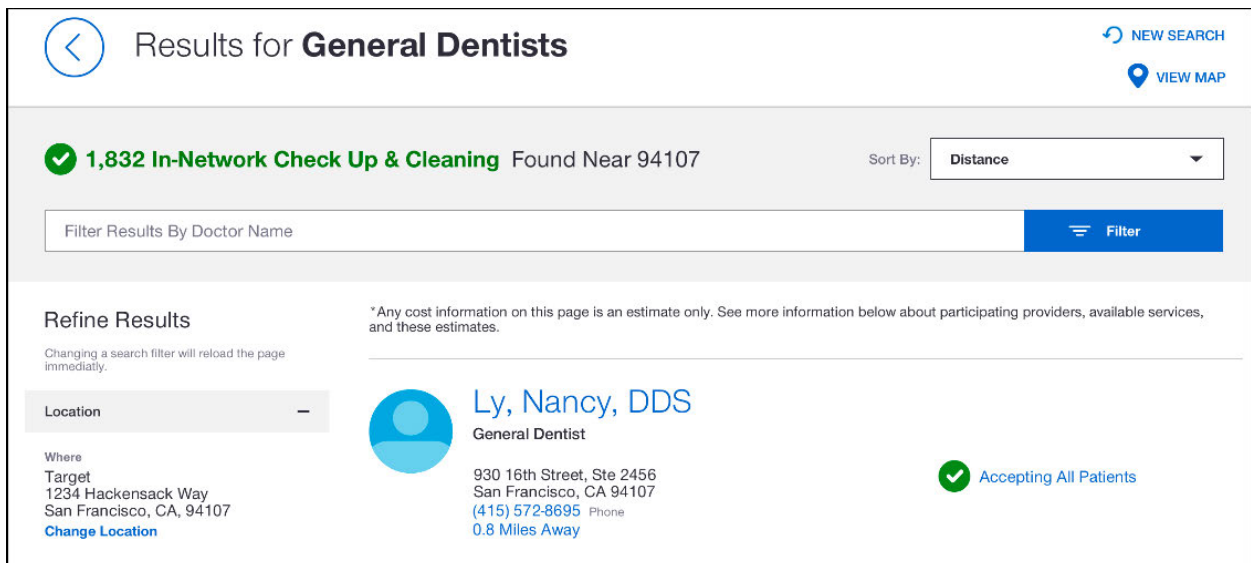 Results for General Dentists
NEW SEARCH
VIEW MAP
1,832 In-Network Check Up & Cleaning Found Near 94107
Sort By:
Distance
Filter Results By Doctor Name
Filter
Refine Results
Changing a search filter will reload the page
immediatly.
Location
Where
Target
1234 Hackensack Way
San Francisco, CA, 94107
Change Location
*Any cost information on this page is an estimate only. See more information below about participating providers, available services,
and these estimates.
Ly, Nancy, DDS
General Dentist
930 16th Street, Ste 2456
San Francisco, CA 94107
(415) 572-8695 Phone
0.8 Miles Away
Accepting All Patients